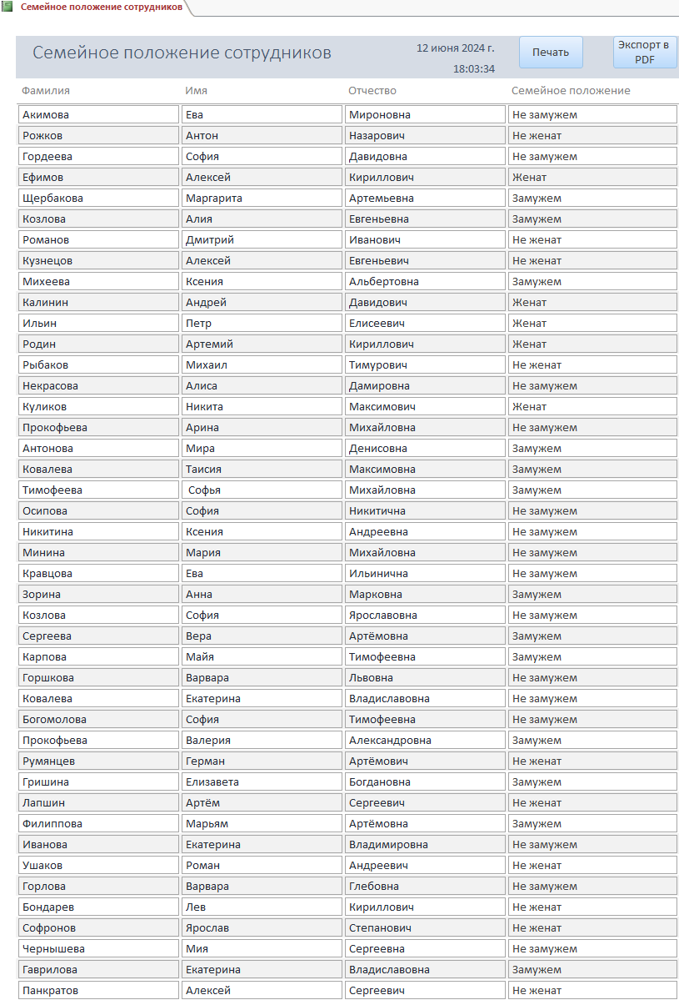 Семейное положение сотрудников
Семейное положение сотрудников 12 июня 2024 г. Печать Экспорт в PDF
18:03:34
Фамилия Имя Отчество Семейное положение
Акимова Ева Мироновна Не замужем
Рожков Антон Назарович Не женат
Гордеева София Давидовна Не замужем
Ефимов Алексей Кириллович Женат
Щербакова Маргарита Артемьевна Замужем
Козлова Алия Евгеньевна Замужем
Романов Дмитрий Иванович Не женат
Кузнецов Алексей Евгеньевич Не женат
Михеева Ксения Альбертовна Замужем
Калинин Андрей Давидович Женат
Ильин Петр Елисеевич Женат
Родин Артемий Кириллович Женат
Рыбаков Михаил Тимурович Не женат
Некрасова Алиса Дамировна Не замужем
Куликов Никита Максимович Женат
Прокофьева Арина Михайловна Не замужем
Антонова Мира Денисовна Замужем
Ковалева Таисия Максимовна Замужем
Тимофеева Софья Михайловна Замужем
Осипова София Никитична Не замужем
Никитина Ксения Андреевна Не замужем
Минина Мария Михайловна Не замужем
Кравцова Ева Ильинична Не замужем
Зорина Анна Марковна Замужем
Козлова София Ярославовна Не замужем
Сергеева Вера Артёмовна Замужем
Карпова Майя Тимофеевна Замужем
Горшкова Варвара Львовна Не замужем
Ковалева Екатерина Владиславовна Не замужем
Богомолова София Тимофеевна Не замужем
Прокофьева Валерия Александровна Замужем
Румянцев Герман Артёмович Не женат
Гришина Елизавета Богдановна Замужем
Лапшин Артём Сергеевич Не женат
Филиппова Марьям Артёмовна Замужем
Иванова Екатерина Владимировна Не замужем
Ушаков Роман Андреевич Не женат
Горлова Варвара Глебовна Не замужем
Бондарев Лев Кириллович Не женат
Софронов Ярослав Степанович Не женат
Чернышева Мия Сергеевна Не замужем
Гаврилова Екатерина Владиславовна Замужем
Панкратов Алексей Сергеевич Не женат